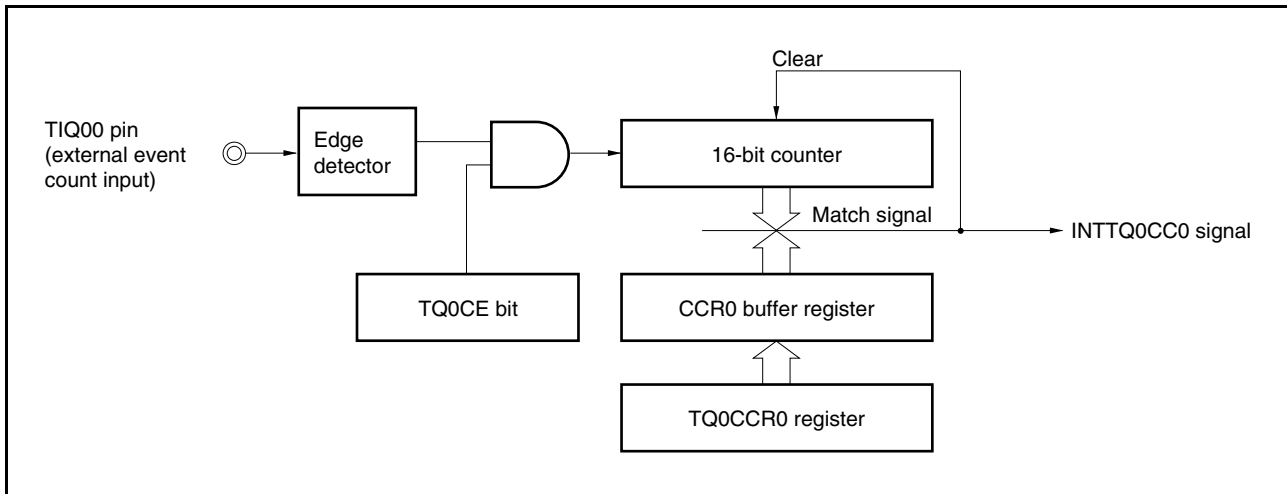 Clear
TIQ00 pin
(external event
count input)
Edge
detector
16-bit counter
Match signal
INTTQ0CC0 signal
TQ0CE bit
CCR0 buffer register
TQ0CCR0 register